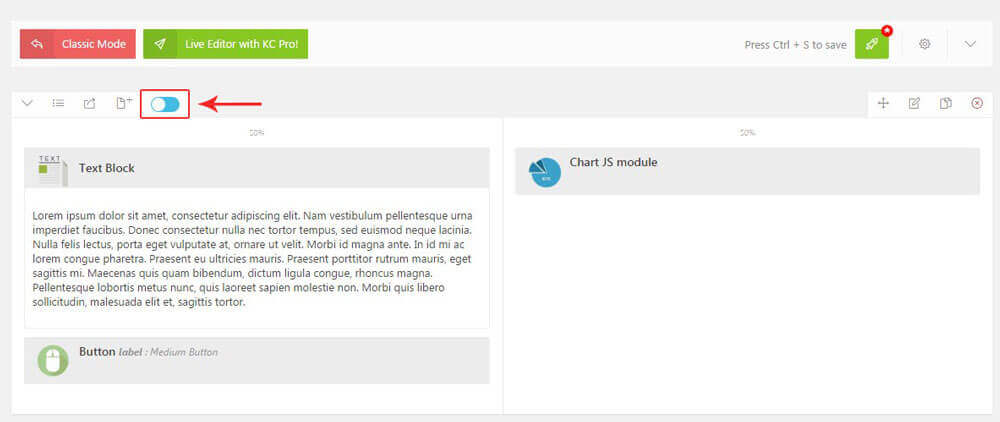 Classic Mode
Live Editor with KC Pro!
Press Ctrl + S to save
50%
50%
TEXT
Text Block
Chart JS module
Lorem ipsum dolor sit amet, consectetur adipiscing elit. Nam vestibulum pellentesque urna
imperdiet faucibus. Donec consectetur nulla nec tortor tempus, sed euismod neque lacinia.
Nulla felis lectus, porta eget vulputate at, ornare ut velit. Morbi id magna ante. In id mi ac
lorem congue pharetra. Praesent eu ultricies mauris. Praesent porttitor rutrum mauris, eget
sagittis mi. Maecenas quis quam bibendum, dictum ligula congue, rhoncus magna.
Pellentesque lobortis metus nunc, quis laoreet sapien molestie non. Morbi quis libero
sollicitudin, malesuada elit et, sagittis tortor.
Button label : Medium Button